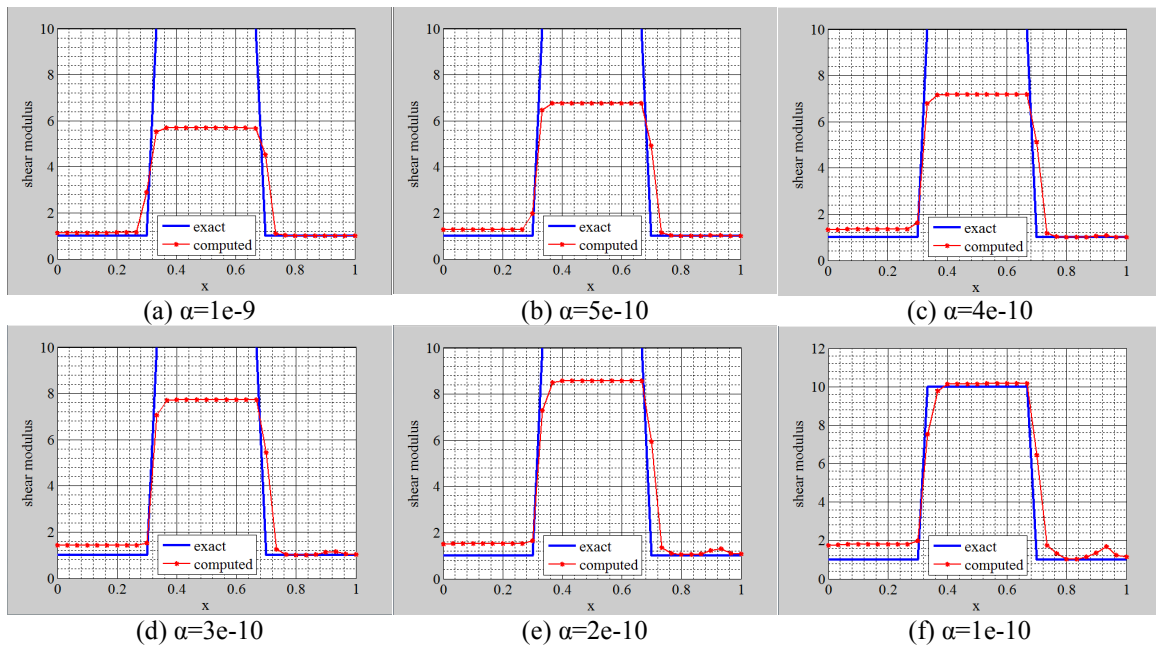 10
8
6
4
2
0
shear modulus
exact
computed
0
0.2
0.4
0.6
0.8
1
x
(a) α=1e-9
10
8
6
4
2
0
shear modulus
exact
computed
0
0.2
0.4
0.6
0.8
1
x
(b) α=5e-10
10
8
6
4
2
0
shear modulus
exact
computed
0
0.2
0.4
0.6
0.8
1
x
(c) α=4e-10
10
8
6
4
2
0
shear modulus
exact
computed
0
0.2
0.4
0.6
0.8
1
x
(d) α=3e-10
10
8
6
4
2
0
shear modulus
exact
computed
0
0.2
0.4
0.6
0.8
1
x
(e) α=2e-10
12
10
8
6
4
2
0
shear modulus
exact
computed
0
0.2
0.4
0.6
0.8
1
x
(f) α=1e-10